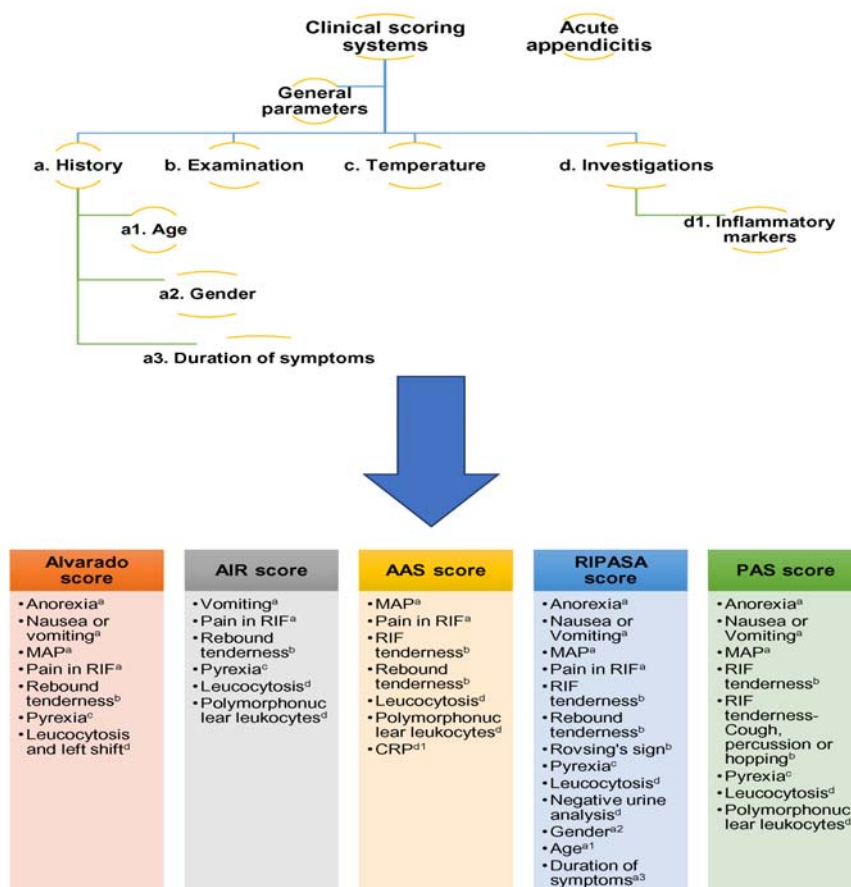 Clinical scoring
systems
Acute
appendicitis
General
parameters
a. History
b. Examination
c. Temperature
d. Investigations
a1. Age
d1. Inflammatory
markers
a2. Gender
a3. Duration of symptoms
Alvarado
score
•Anorexiaᵃ
•Nausea or
vomitingᵃ
•MAPᵃ
•Pain in RIFᵃ
•Rebound
tendernessᵇ
•Pyrexiaᶜ
•Leucocytosis
and left shiftᵈ
AIR score
•Vomitingᵃ
•Pain in RIFᵃ
•Rebound
tendernessᵇ
•Pyrexiaᶜ
•Leucocytosisᵈ
•Polymorphonuc
lear leukocytesᵈ
AAS score
•MAPᵃ
•Pain in RIFᵃ
•RIF
tendernessᵇ
•Rebound
tendernessᵇ
•Leucocytosisᵈ
•Polymorphonuc
lear leukocytesᵈ
•CRPᵈ¹
RIPASA
score
•Anorexiaᵃ
•Nausea or
Vomitingᵃ
•MAPᵃ
•Pain in RIFᵃ
•RIF
tendernessᵇ
•Rebound
tendernessᵇ
•Rovsing's signᵇ
•Pyrexiaᶜ
•Leucocytosisᵈ
•Negative urine
analysisᵈ
•Genderᵃ²
•Ageᵃ¹
•Duration of
symptomsᵃ³
PAS score
•Anorexiaᵃ
•Nausea or
Vomitingᵃ
•MAPᵃ
•RIF
tendernessᵇ
•RIF
tenderness-
Cough,
percussion or
hoppingᵇ
•Pyrexiaᶜ
•Leucocytosisᵈ
•Polymorphonuc
lear leukocytesᵈ